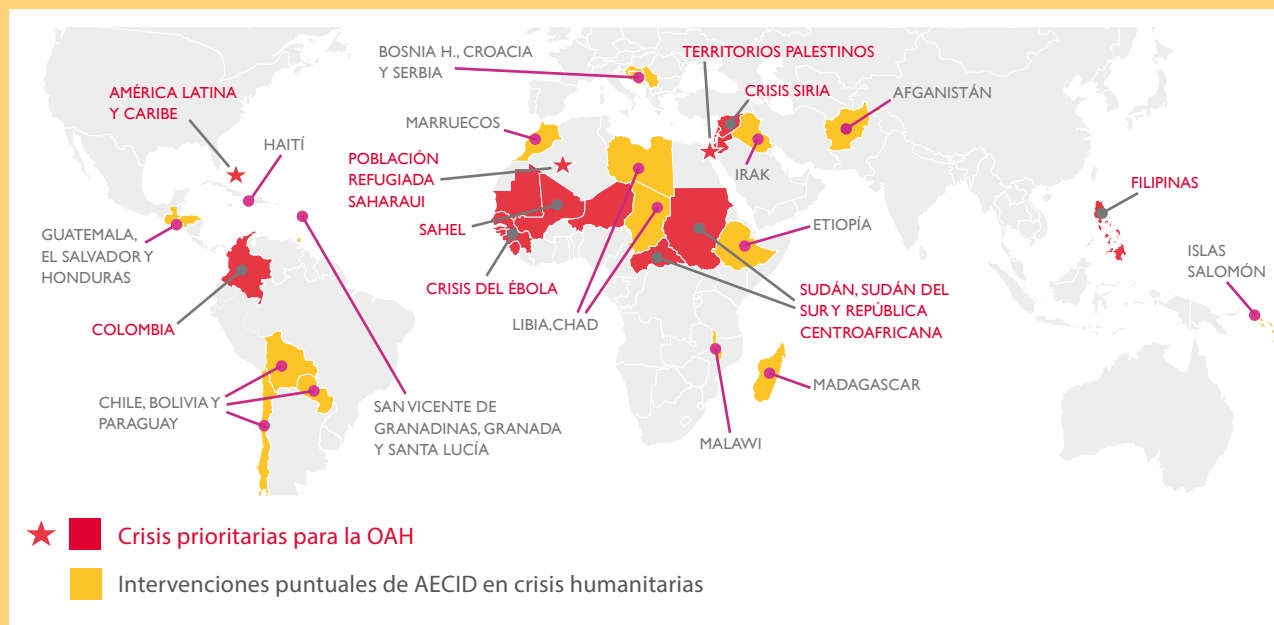 BOSNIA H., CROACIA
Y SERBIA
TERRITORIOS PALESTINOS
AMÉRICA LATINA
Y CARIBE
CRISIS SIRIA
AFGANISTÁN
MARRUECOS
HAITÍ
POBLACIÓN
REFUGIADA
SAHARAUI
IRAK
FILIPINAS
SAHEL
ETIOPÍA
GUATEMALA,
EL SALVADOR Y
HONDURAS
ISLAS
SALOMÓN
CRISIS DEL ÉBOLA
SUDÁN, SUDÁN DEL
SUR Y REPÚBLICA
CENTROAFRICANA
COLOMBIA
LIBIA, CHAD
MADAGASCAR
CHILE, BOLIVIA Y
PARAGUAY
SAN VICENTE DE
GRANADINAS, GRANADA
Y SANTA LUCÍA
MALAWI
Crisis prioritarias para la OAH
Intervenciones puntuales de AECID en crisis humanitarias